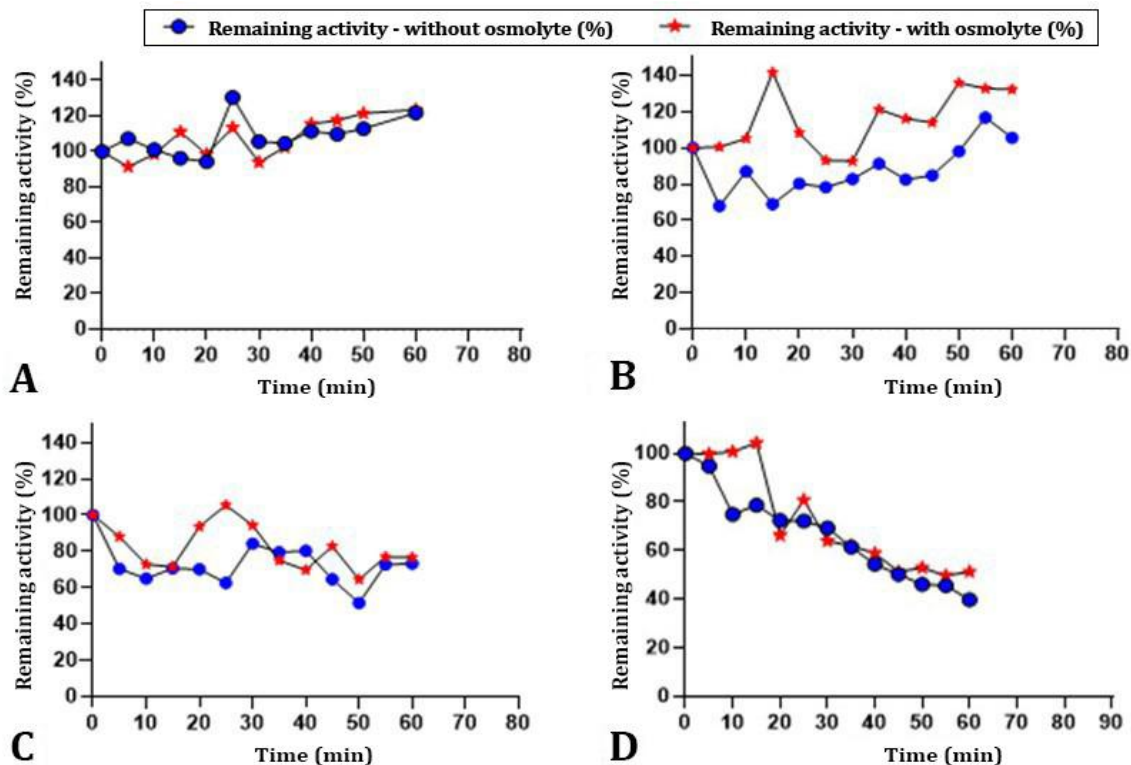 Remaining activity - without osmolyte (%) Remaining activity - with osmolyte (%)
Remaining activity (%)
140
120
100
80
60
40
20
0
0 10 20 30 40 50 60 70 80
A Time (min)
Remaining activity (%)
140
120
100
80
60
40
20
0
0 10 20 30 40 50 60 70 80
B Time (min)
Remaining activity (%)
140
120
100
80
60
40
20
0
0 10 20 30 40 50 60 70 80
C Time (min)
Remaining activity (%)
100
80
60
40
20
0
0 10 20 30 40 50 60 70 80 90
D Time (min)